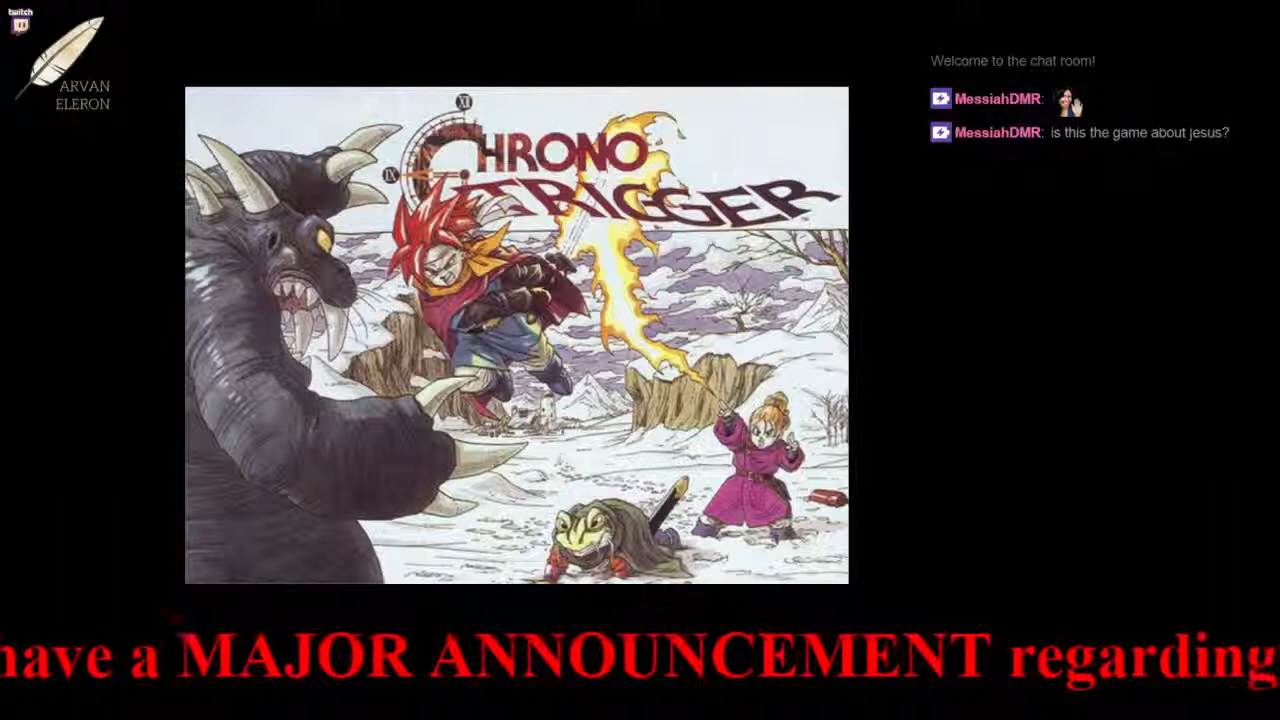 twitch
ARVAN
ELERON
Welcome to the chat room!
MessiahDMR:
MessiahDMR: is this the game about jesus?
XII
IX
CHRONO
TRIGGER
have a MAJOR ANNOUNCEMENT regarding